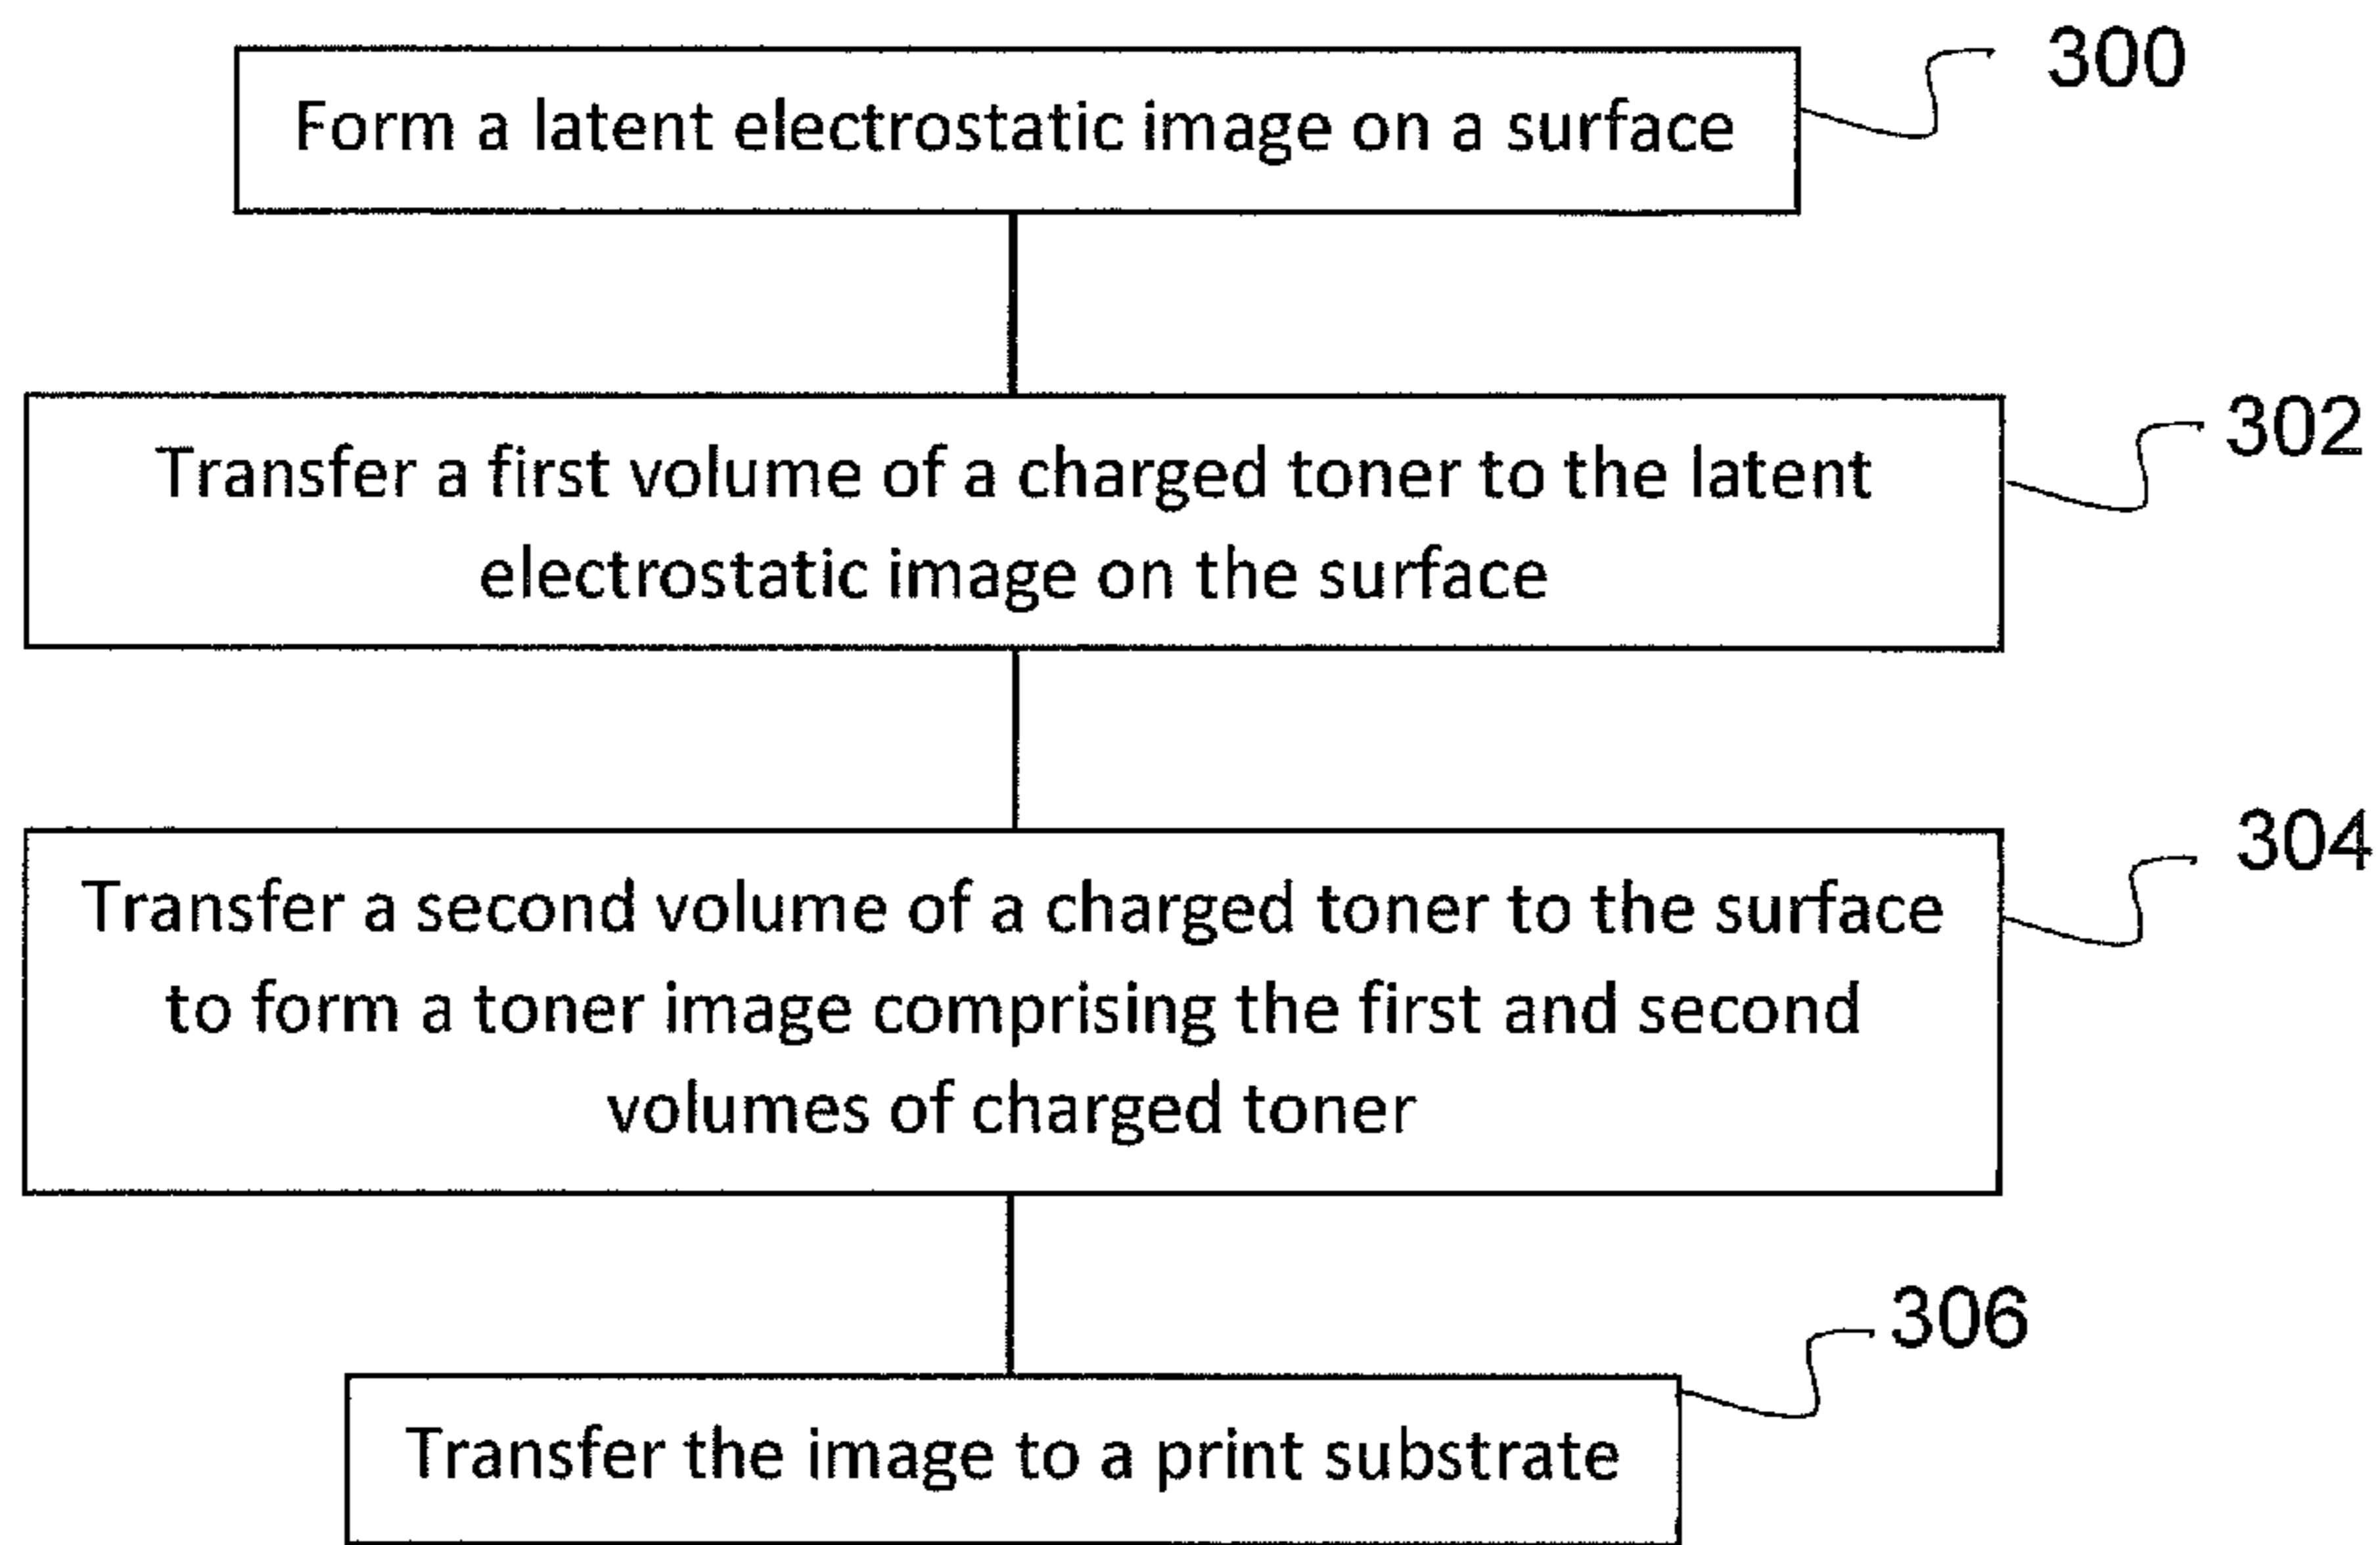 300
Form a latent electrostatic image on a surface
302
Transfer a first volume of a charged toner to the latent
electrostatic image on the surface
304
Transfer a second volume of a charged toner to the surface
to form a toner image comprising the first and second
volumes of charged toner
306
Transfer the image to a print substrate